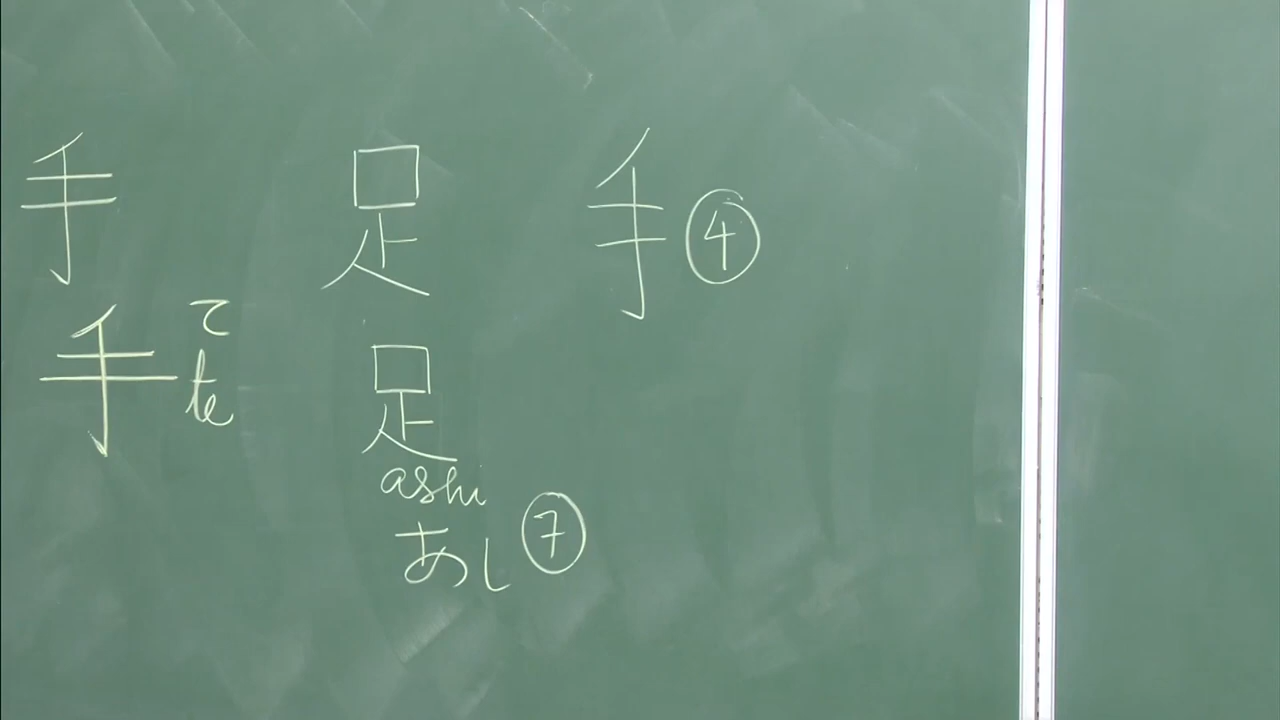 手 足 手④
手 て
te
足
ashi
あし ⑦